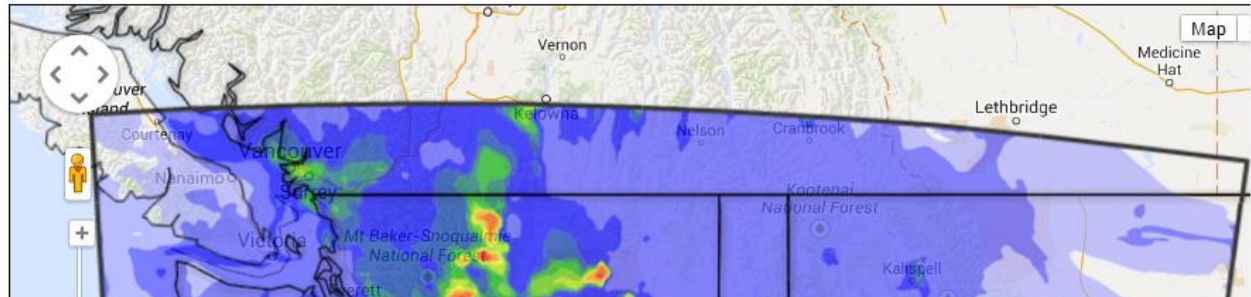 Vernon
Map
Medicine
Hat
Kelowna
Lethbridge
Courtenay
Vancouver
Nelson
Cranbrook
Nanaimo
Surrey
Kootenai
National Forest
Victoria
Mt Baker-Snoqualmie
National Forest
Kalispell
Everett